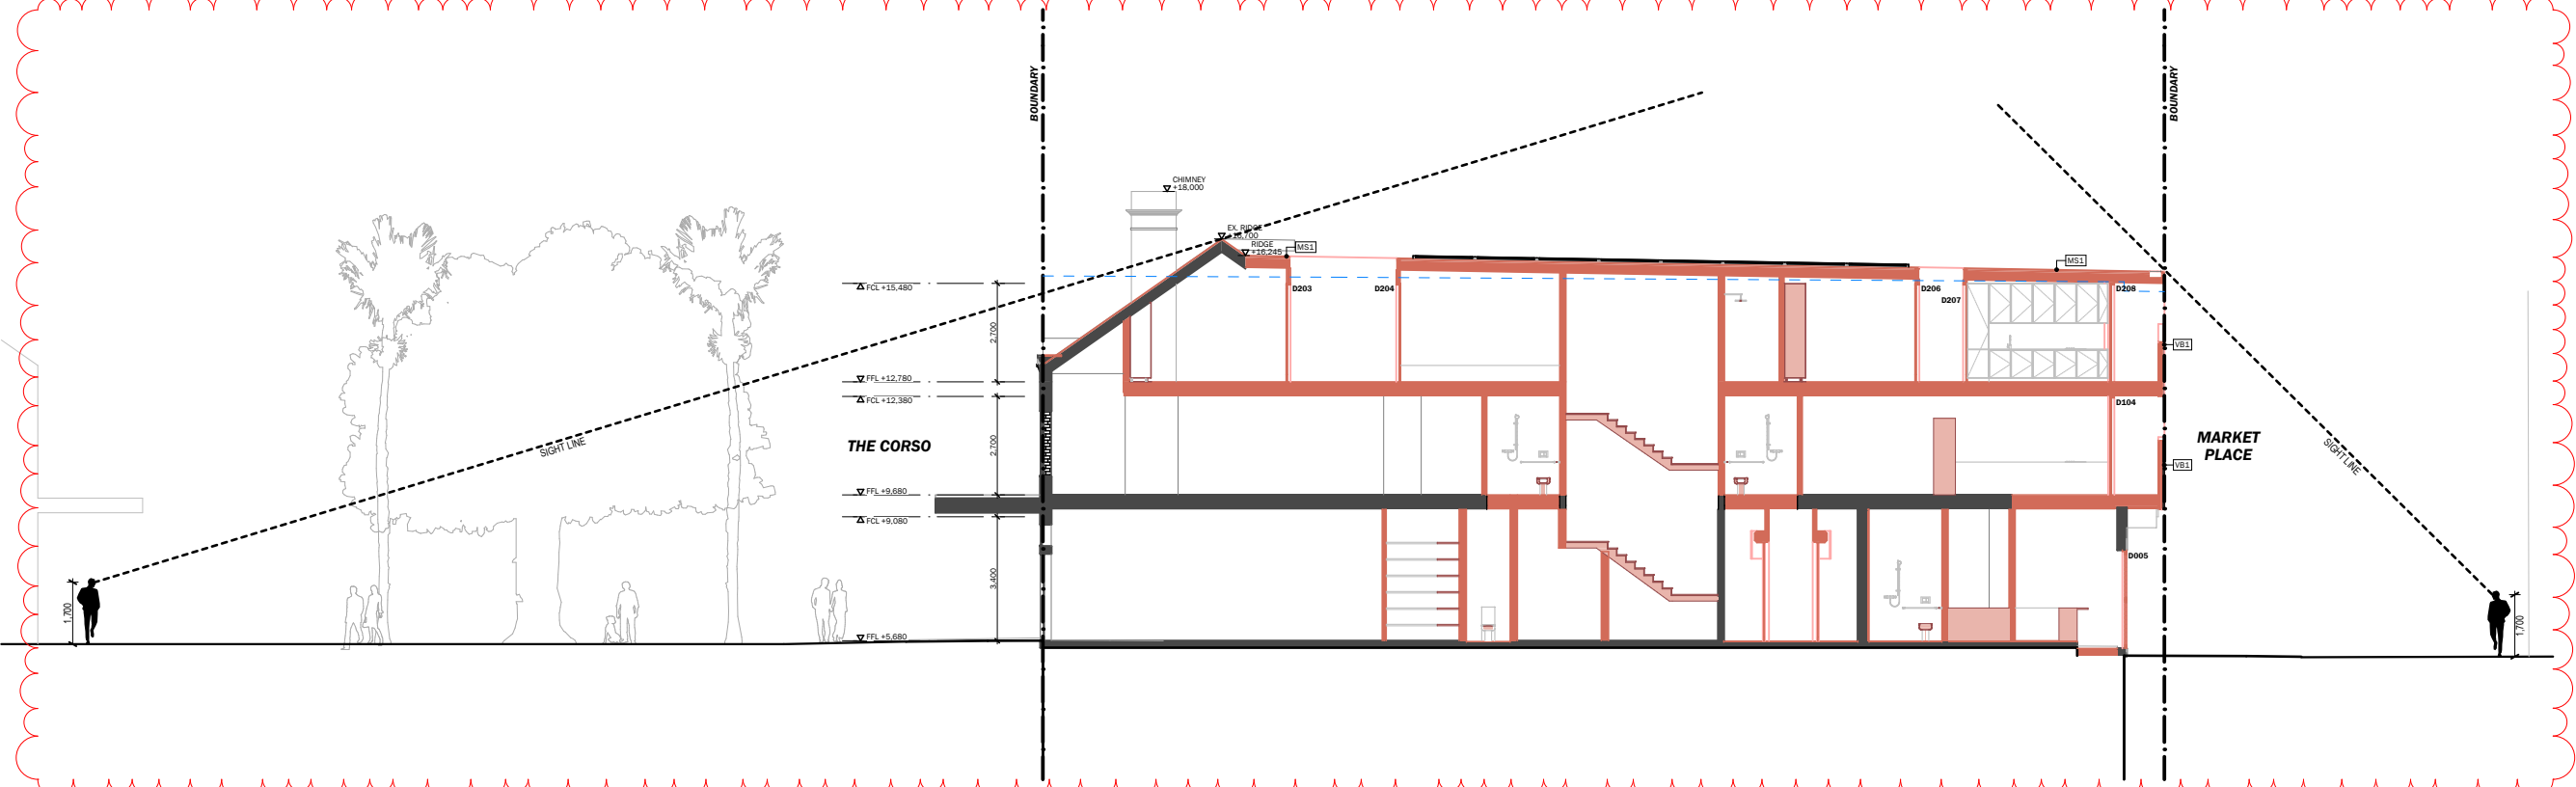 BOUNDARY
BOUNDARY
CHIMNEY
+18,000
EX. RIDGE
+16,700
RIDGE
+16,245
MS1
MS1
FCL +15,480
D203
D204
D206
D207
D208
2,700
VB1
FFL +12,780
FCL +12,380
D104
THE CORSO
2,700
MARKET
PLACE
SIGHT LINE
SIGHT LINE
VB1
FFL +9,680
FCL +9,080
D005
3,400
1,700
1,700
FFL +5,680